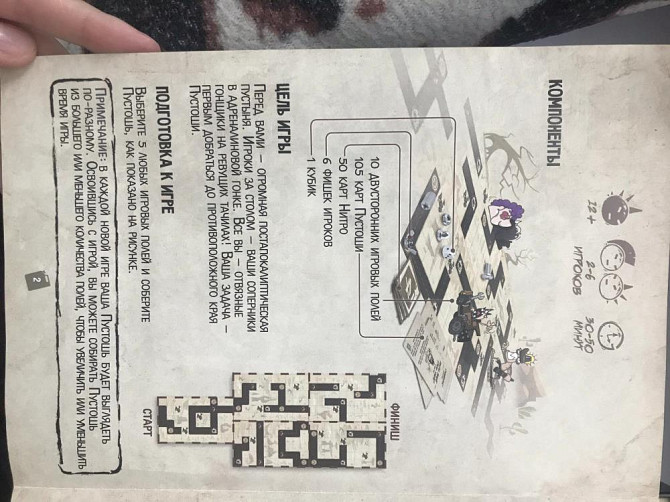 12+
2-6
ИГРОКОВ
30-50
МИНУТ
КОМПОНЕНТЫ
10 ДВУСТОРОННИХ ИГРОВЫХ ПОЛЕЙ
105 КАРТ ПУСТОШИ
50 КАРТ НИТРО
6 ФИШЕК ИГРОКОВ
1 КУБИК
ЦЕЛЬ ИГРЫ
ПЕРЕД ВАМИ – ОГРОМНАЯ ПОСТАПОКАЛИПТИЧЕСКАЯ
ПУСТЫНЯ. ИГРОКИ ЗА СТОЛОМ – ВАШИ СОПЕРНИКИ
В АДРЕНАЛИНОВОЙ ГОНКЕ. ВСЕ ВЫ – ОТВЯЗНЫЕ
ГОНЩИКИ НА РЕВУЩИХ ТАЧИЛАХ! ВАША ЗАДАЧА –
ПЕРВЫМ ДОБРАТЬСЯ ДО ПРОТИВОПОЛОЖНОГО КРАЯ
ПУСТОШИ.
ПОДГОТОВКА К ИГРЕ
ВЫБЕРИТЕ 5 ЛЮБЫХ ИГРОВЫХ ПОЛЕЙ И СОБЕРИТЕ
ПУСТОШЬ, КАК ПОКАЗАНО НА РИСУНКЕ.
ФИНИШ
СТАРТ
ПРИМЕЧАНИЕ: В КАЖДОЙ НОВОЙ ИГРЕ ВАША ПУСТОШЬ БУДЕТ ВЫГЛЯДЕТЬ
ПО-РАЗНОМУ. ОСВОИВШИСЬ С ИГРОЙ, ВЫ МОЖЕТЕ СОБИРАТЬ ПУСТОШЬ
ИЗ БОЛЬШЕГО ИЛИ МЕНЬШЕГО КОЛИЧЕСТВА ПОЛЕЙ, ЧТОБЫ УВЕЛИЧИТЬ ИЛИ УМЕНЬШИТЬ
ВРЕМЯ ИГРЫ.
2